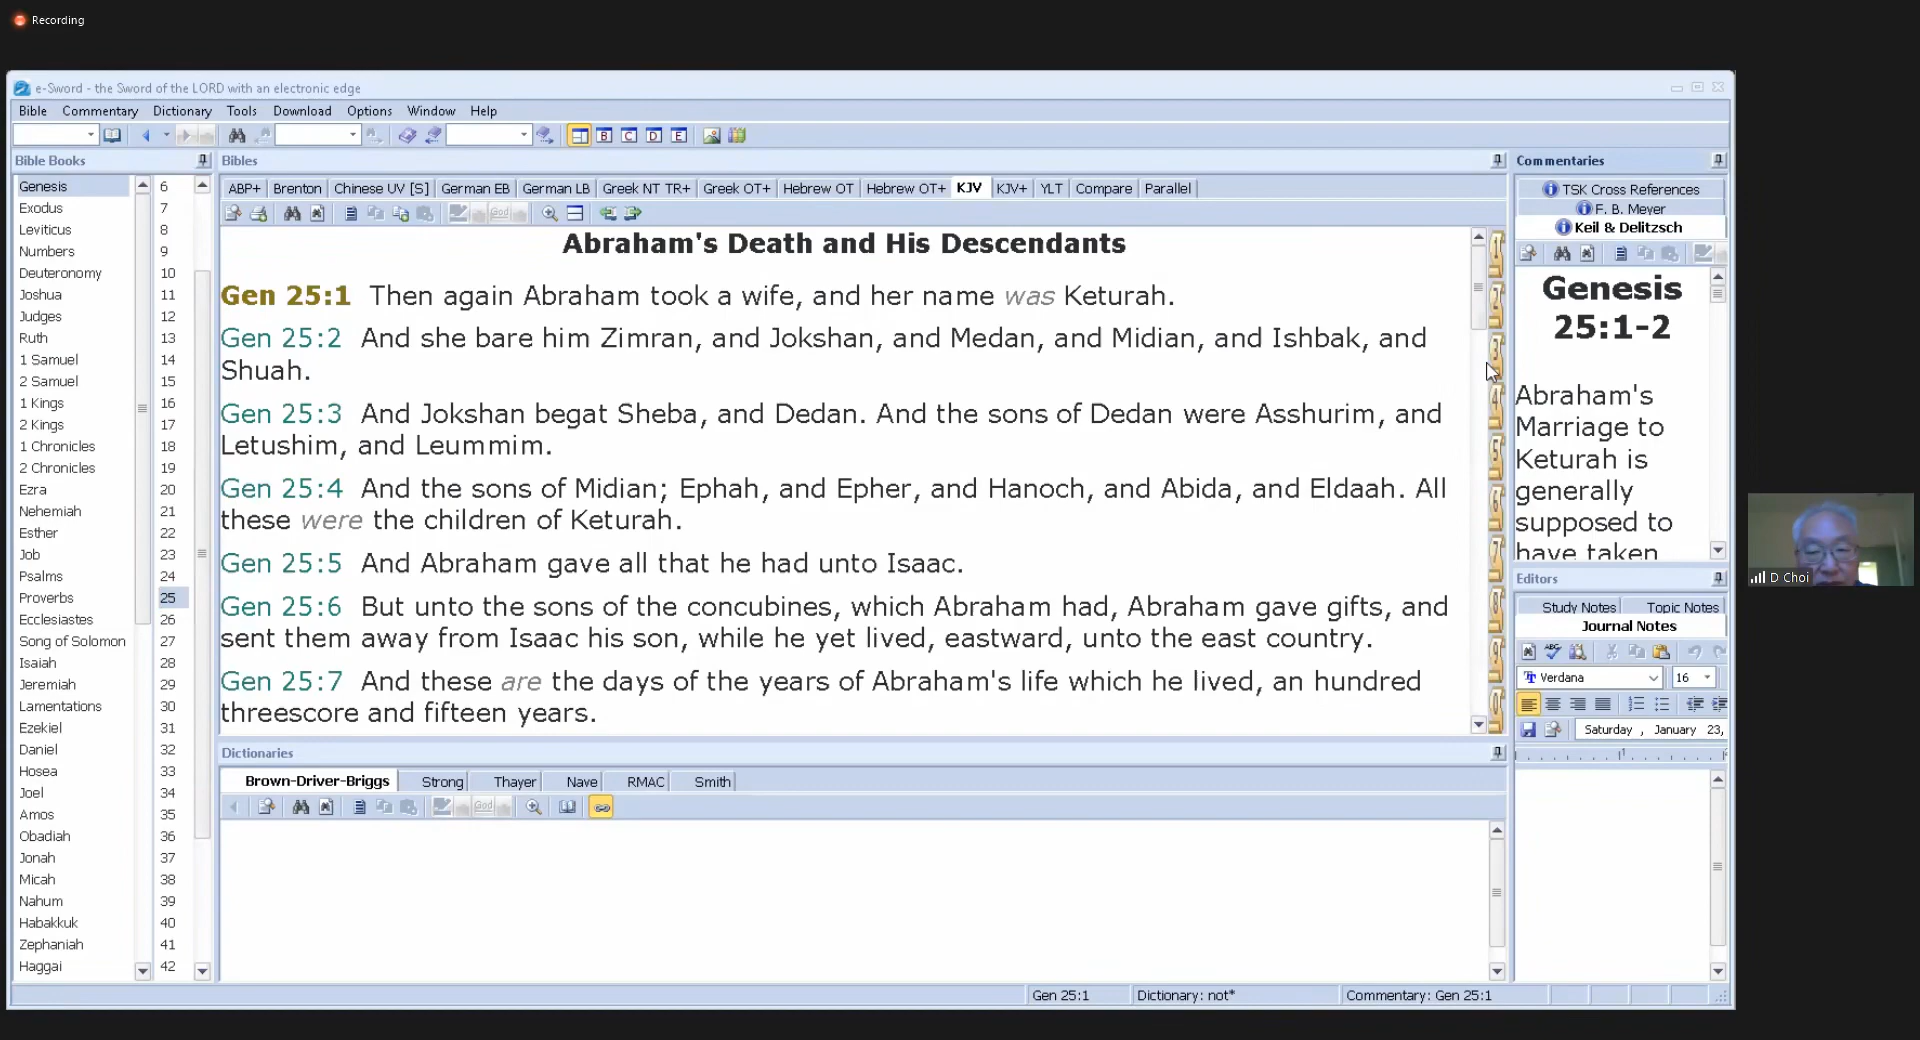 Recording
e-Sword - the Sword of the LORD with an electronic edge
Bible Commentary Dictionary Tools Download Options Window Help
B C D E
Bible Books
Genesis
Exodus
Leviticus
Numbers
Deuteronomy
Joshua
Judges
Ruth
1 Samuel
2 Samuel
1 Kings
2 Kings
1 Chronicles
2 Chronicles
Ezra
Nehemiah
Esther
Job
Psalms
Proverbs
Ecclesiastes
Song of Solomon
Isaiah
Jeremiah
Lamentations
Ezekiel
Daniel
Hosea
Joel
Amos
Obadiah
Jonah
Micah
Nahum
Habakkuk
Zephaniah
Haggai
6
7
8
9
10
11
12
13
14
15
16
17
18
19
20
21
22
23
24
25
26
27
28
29
30
31
32
33
34
35
36
37
38
39
40
41
42
Bibles
ABP+ Brenton Chinese UV [S] German EB German LB Greek NT TR+ Greek OT+ Hebrew OT Hebrew OT+ KJV KJV+ YLT Compare Parallel
God
Abraham's Death and His Descendants
Gen 25:1 Then again Abraham took a wife, and her name was Keturah.
Gen 25:2 And she bare him Zimran, and Jokshan, and Medan, and Midian, and Ishbak, and
Shuah.
Gen 25:3 And Jokshan begat Sheba, and Dedan. And the sons of Dedan were Asshurim, and
Letushim, and Leummim.
Gen 25:4 And the sons of Midian; Ephah, and Epher, and Hanoch, and Abida, and Eldaah. All
these were the children of Keturah.
Gen 25:5 And Abraham gave all that he had unto Isaac.
Gen 25:6 But unto the sons of the concubines, which Abraham had, Abraham gave gifts, and
sent them away from Isaac his son, while he yet lived, eastward, unto the east country.
Gen 25:7 And these are the days of the years of Abraham's life which he lived, an hundred
threescore and fifteen years.
1
2
3
4
5
6
7
8
9
0
Dictionaries
Brown-Driver-Briggs Strong Thayer Nave RMAC Smith
God
Commentaries
TSK Cross References
F. B. Meyer
Keil & Delitzsch
Genesis
25:1-2
Abraham's
Marriage to
Keturah is
generally
supposed to
have taken
Editors
Study Notes Topic Notes
Journal Notes
ABC
Verdana 16
Saturday , January 23,
1
D Choi
Gen 25:1 Dictionary: not* Commentary: Gen 25:1